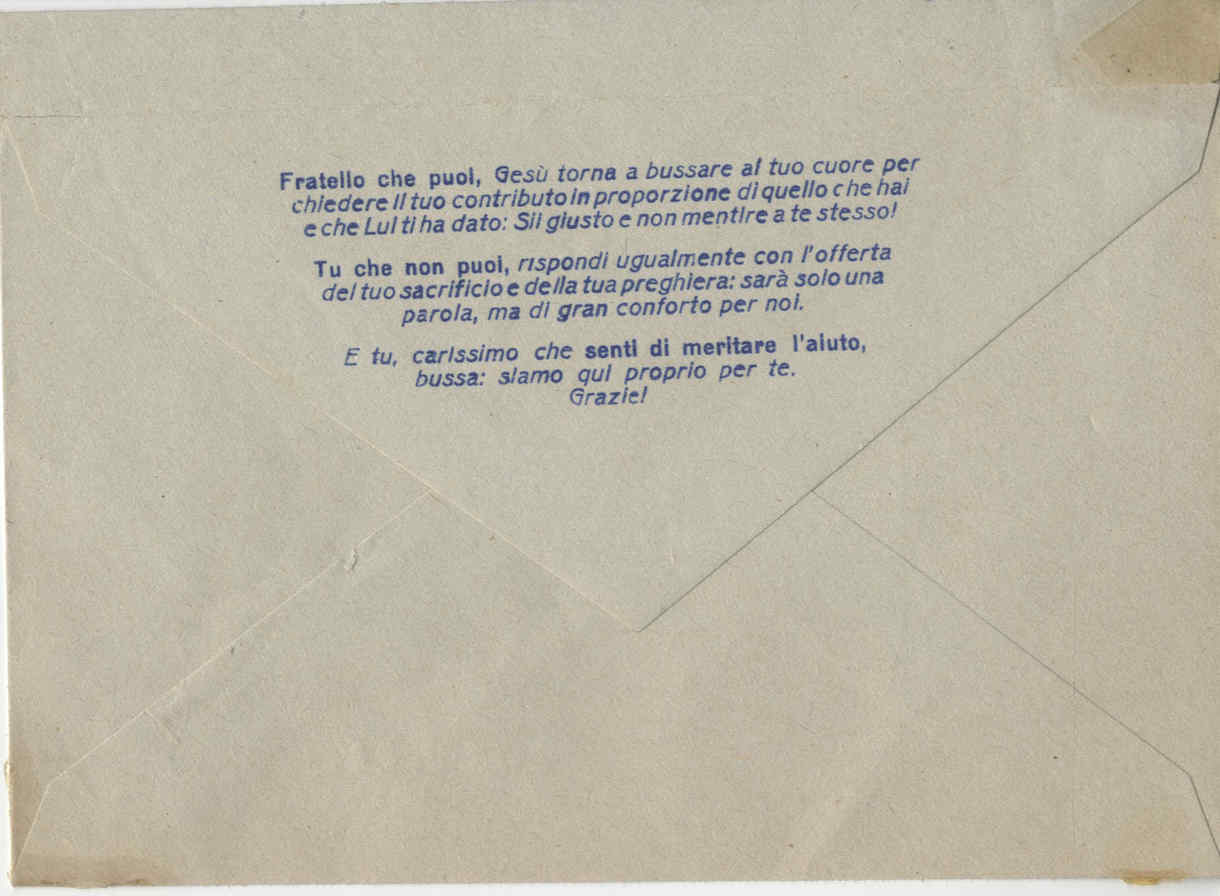 Fratello che puoi, Gesù torna a bussare al tuo cuore per
chiedere il tuo contributo in proporzione di quello che hai
e che Lui ti ha dato: Sii giusto e non mentire a te stesso!
Tu che non puoi, rispondi ugualmente con l'offerta
del tuo sacrificio e della tua preghiera: sarà solo una
parola, ma di gran conforto per noi.
E tu, carissimo che senti di meritare l'aiuto,
bussa: siamo qui proprio per te.
Grazie!